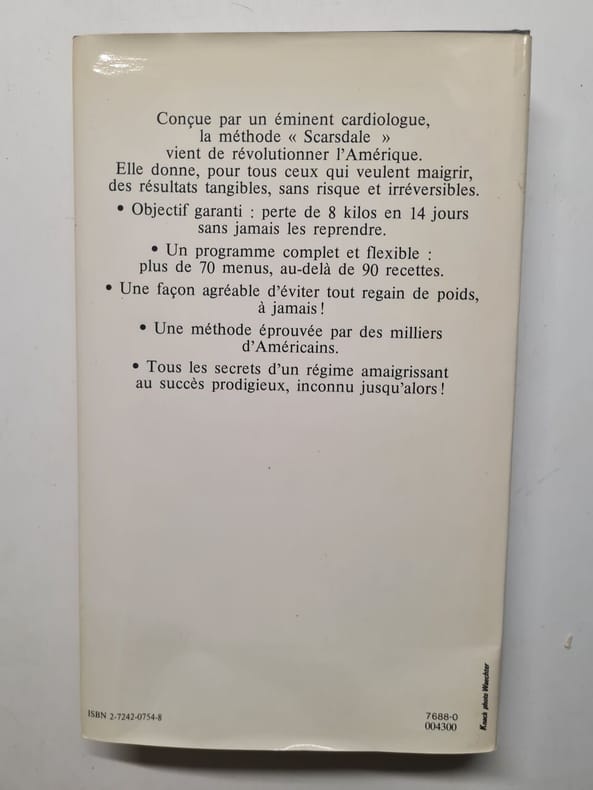 Conçue par un éminent cardiologue,
la méthode « Scarsdale »
vient de révolutionner l'Amérique.
Elle donne, pour tous ceux qui veulent maigrir,
des résultats tangibles, sans risque et irréversibles.
• Objectif garanti : perte de 8 kilos en 14 jours
sans jamais les reprendre.
• Un programme complet et flexible :
plus de 70 menus, au-delà de 90 recettes.
• Une façon agréable d'éviter tout regain de poids,
à jamais !
• Une méthode éprouvée par des milliers
d'Américains.
• Tous les secrets d'un régime amaigrissant
au succès prodigieux, inconnu jusqu'alors !
ISBN 2-7242-0754-8
7688-0
004300
Knack photo Waechter